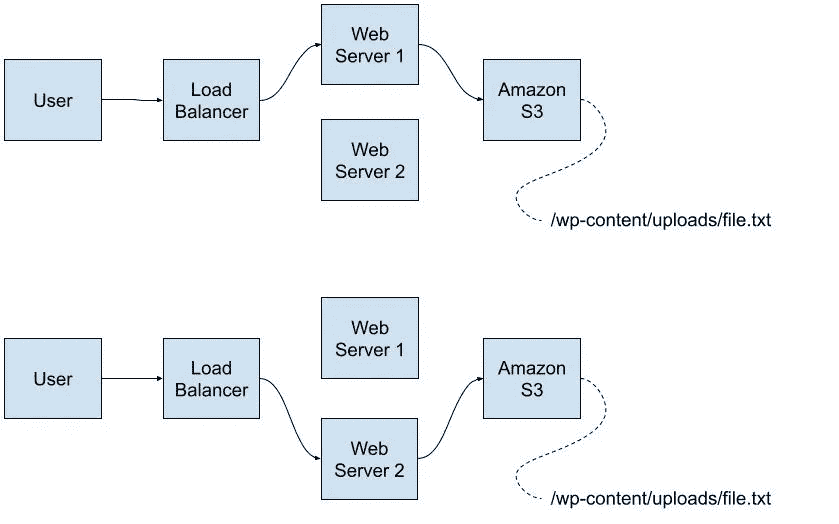 Web
Server 1
User
Load
Balancer
Amazon
S3
Web
Server 2
/wp-content/uploads/file.txt
Web
Server 1
User
Load
Balancer
Amazon
S3
Web
Server 2
/wp-content/uploads/file.txt